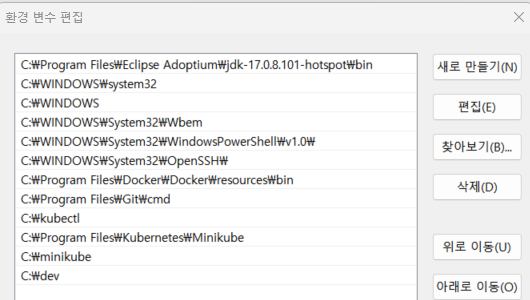 환경 변수 편집
C:₩Program Files₩Eclipse Adoptium₩jdk-17.0.8.101-hotspot₩bin
C:₩WINDOWS₩system32
C:₩WINDOWS
C:₩WINDOWS₩System32₩Wbem
C:₩WINDOWS₩System32₩WindowsPowerShell₩v1.0₩
C:₩WINDOWS₩System32₩OpenSSH₩
C:₩Program Files₩Docker₩Docker₩resources₩bin
C:₩Program Files₩Git₩cmd
C:₩kubectl
C:₩Program Files₩Kubernetes₩Minikube
C:₩minikube
C:₩dev
새로 만들기(N)
편집(E)
찾아보기(B)...
삭제(D)
위로 이동(U)
아래로 이동(O)